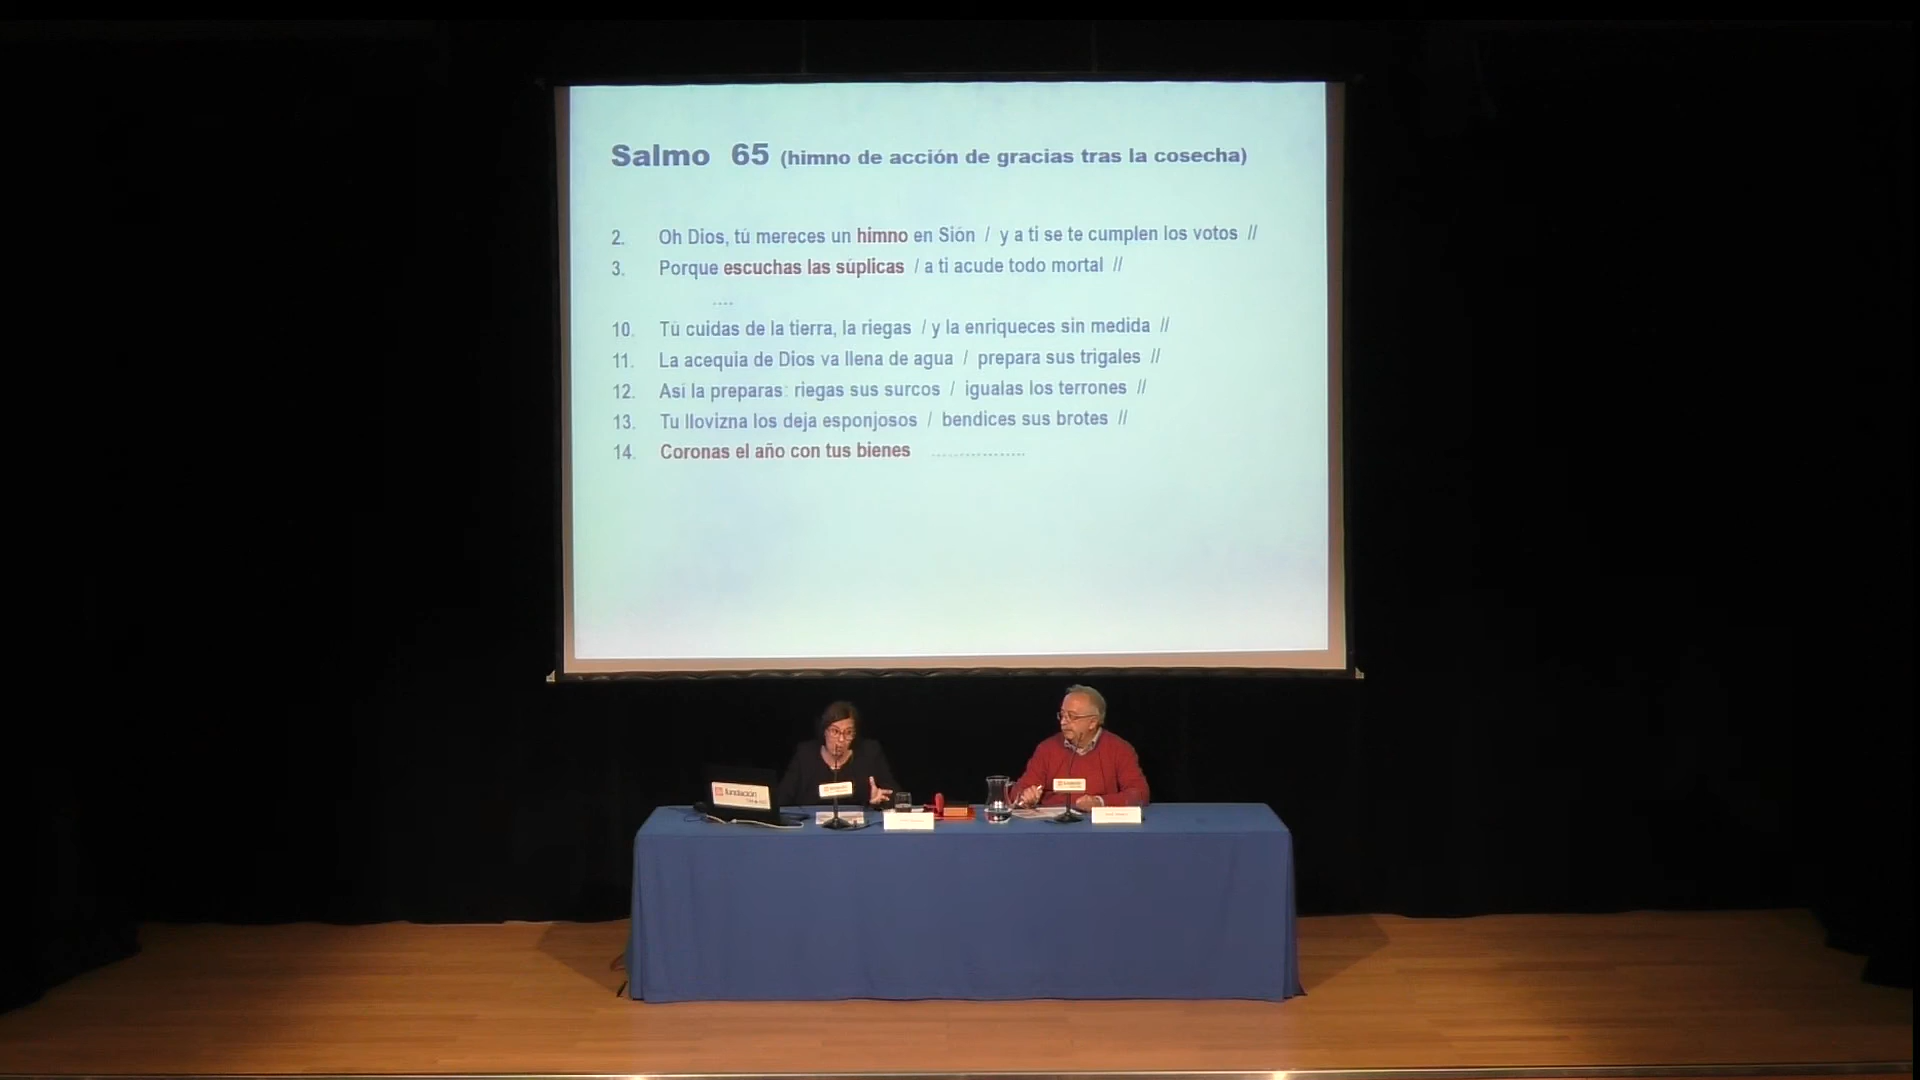 Salmo 65 (himno de acción de gracias tras la cosecha)
2. Oh Dios, tú mereces un himno en Sión / y a ti se te cumplen los votos //
3. Porque escuchas las súplicas / a ti acude todo mortal //
....
10. Tú cuidas de la tierra, la riegas / y la enriqueces sin medida //
11. La acequia de Dios va llena de agua / prepara sus trigales //
12. Así la preparas: riegas sus surcos / igualas los terrones //
13. Tu llovizna los deja esponjosos / bendices sus brotes //
14. Coronas el año con tus bienes .................
fundación